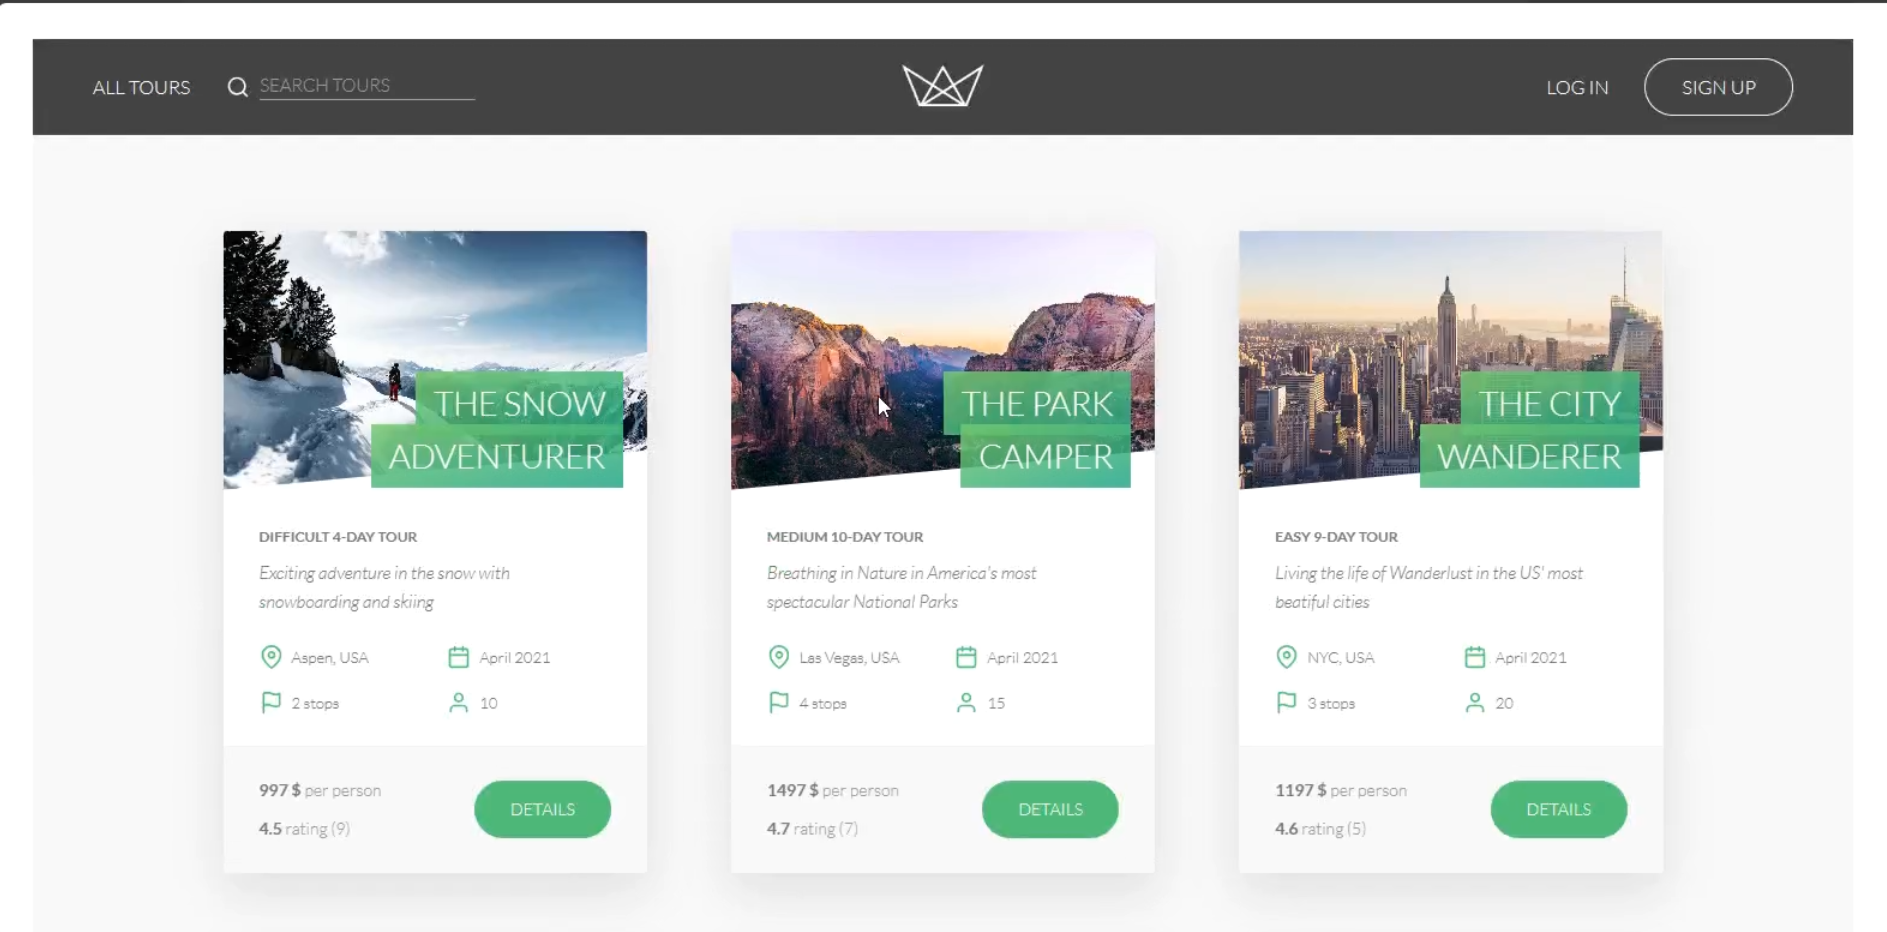 ALL TOURS
SEARCH TOURS
LOG IN
SIGN UP
THE SNOW
ADVENTURER
DIFFICULT 4-DAY TOUR
Exciting adventure in the snow with
snowboarding and skiing
Aspen, USA
April 2021
2 stops
10
997 $ per person
4.5 rating (9)
DETAILS
THE PARK
CAMPER
MEDIUM 10-DAY TOUR
Breathing in Nature in America's most
spectacular National Parks
Las Vegas, USA
April 2021
4 stops
15
1497 $ per person
4.7 rating (7)
DETAILS
THE CITY
WANDERER
EASY 9-DAY TOUR
Living the life of Wanderlust in the US' most
beatiful cities
NYC, USA
April 2021
3 stops
20
1197 $ per person
4.6 rating (5)
DETAILS